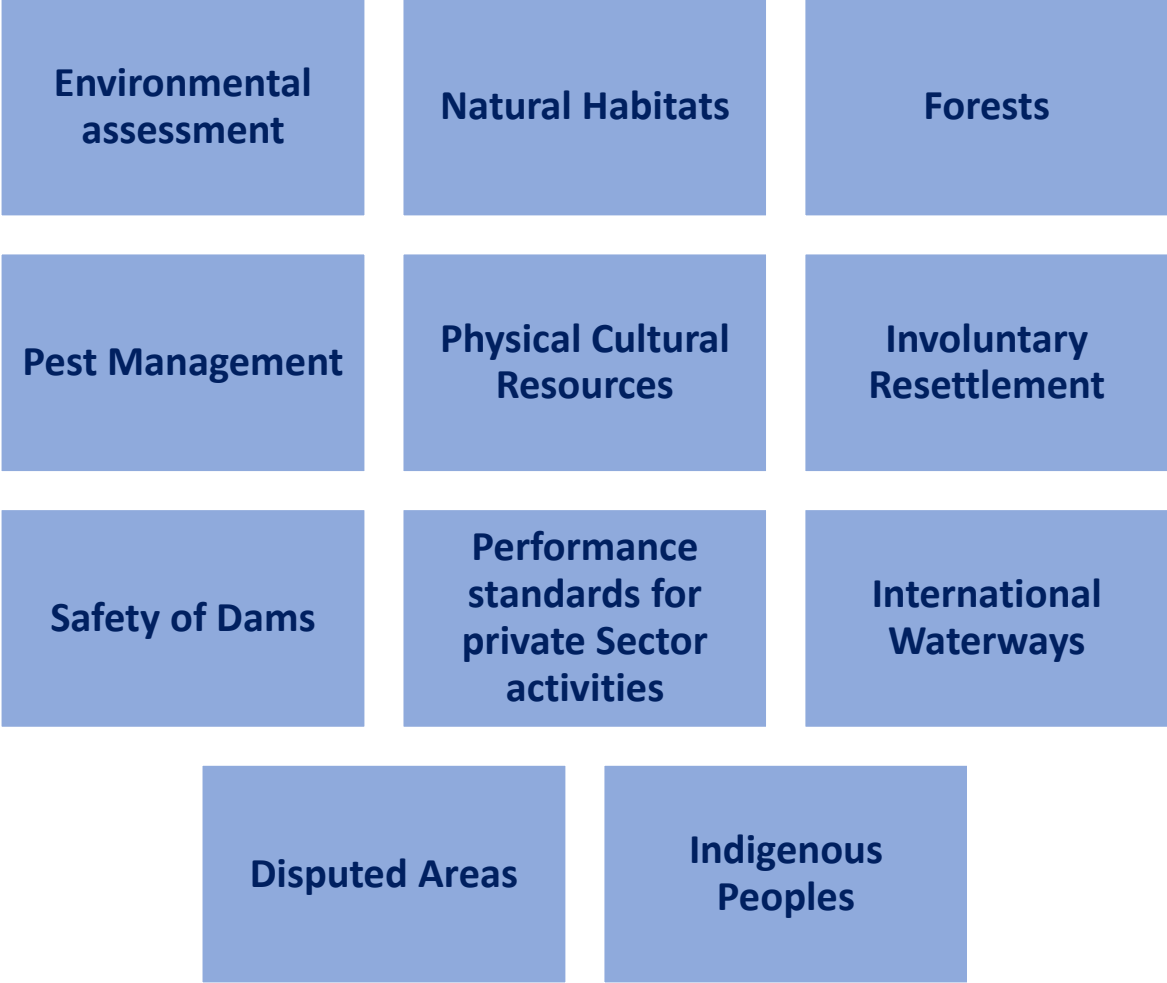 Environmental
assessment
Natural Habitats
Forests
Pest Management
Physical Cultural
Resources
Involuntary
Resettlement
Safety of Dams
Performance
standards for
private Sector
activities
International
Waterways
Disputed Areas
Indigenous
Peoples